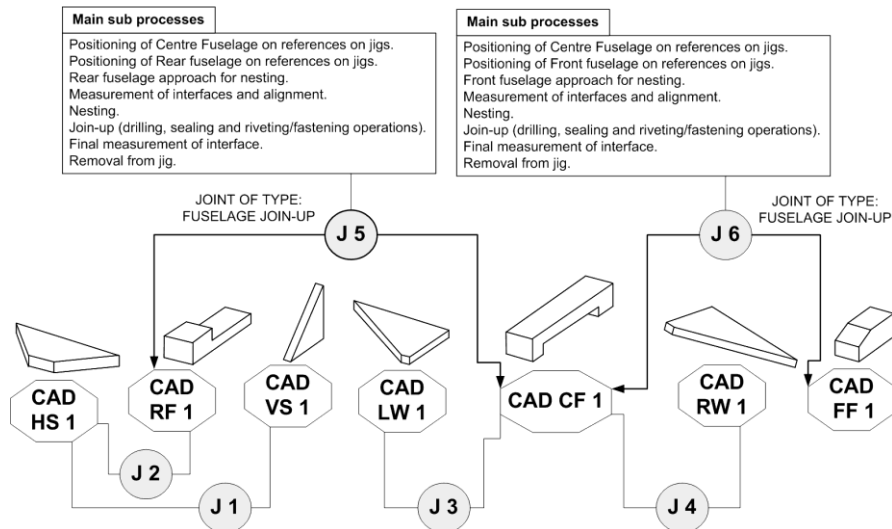 Main sub processes
Positioning of Centre Fuselage on references on jigs.
Positioning of Rear fuselage on references on jigs.
Rear fuselage approach for nesting.
Measurement of interfaces and alignment.
Nesting.
Join-up (drilling, sealing and riveting/fastening operations).
Final measurement of interface.
Removal from jig.
Main sub processes
Positioning of Centre Fuselage on references on jigs.
Positioning of Front fuselage on references on jigs.
Front fuselage approach for nesting.
Measurement of interfaces and alignment.
Nesting.
Join-up (drilling, sealing and riveting/fastening operations).
Final measurement of interface.
Removal from jig.
JOINT OF TYPE:
FUSELAGE JOIN-UP
J 5
J 6
JOINT OF TYPE:
FUSELAGE JOIN-UP
CAD
HS 1
CAD
RF 1
CAD
VS 1
CAD
LW 1
CAD CF 1
CAD
RW 1
CAD
FF 1
J 2
J 1
J 3
J 4